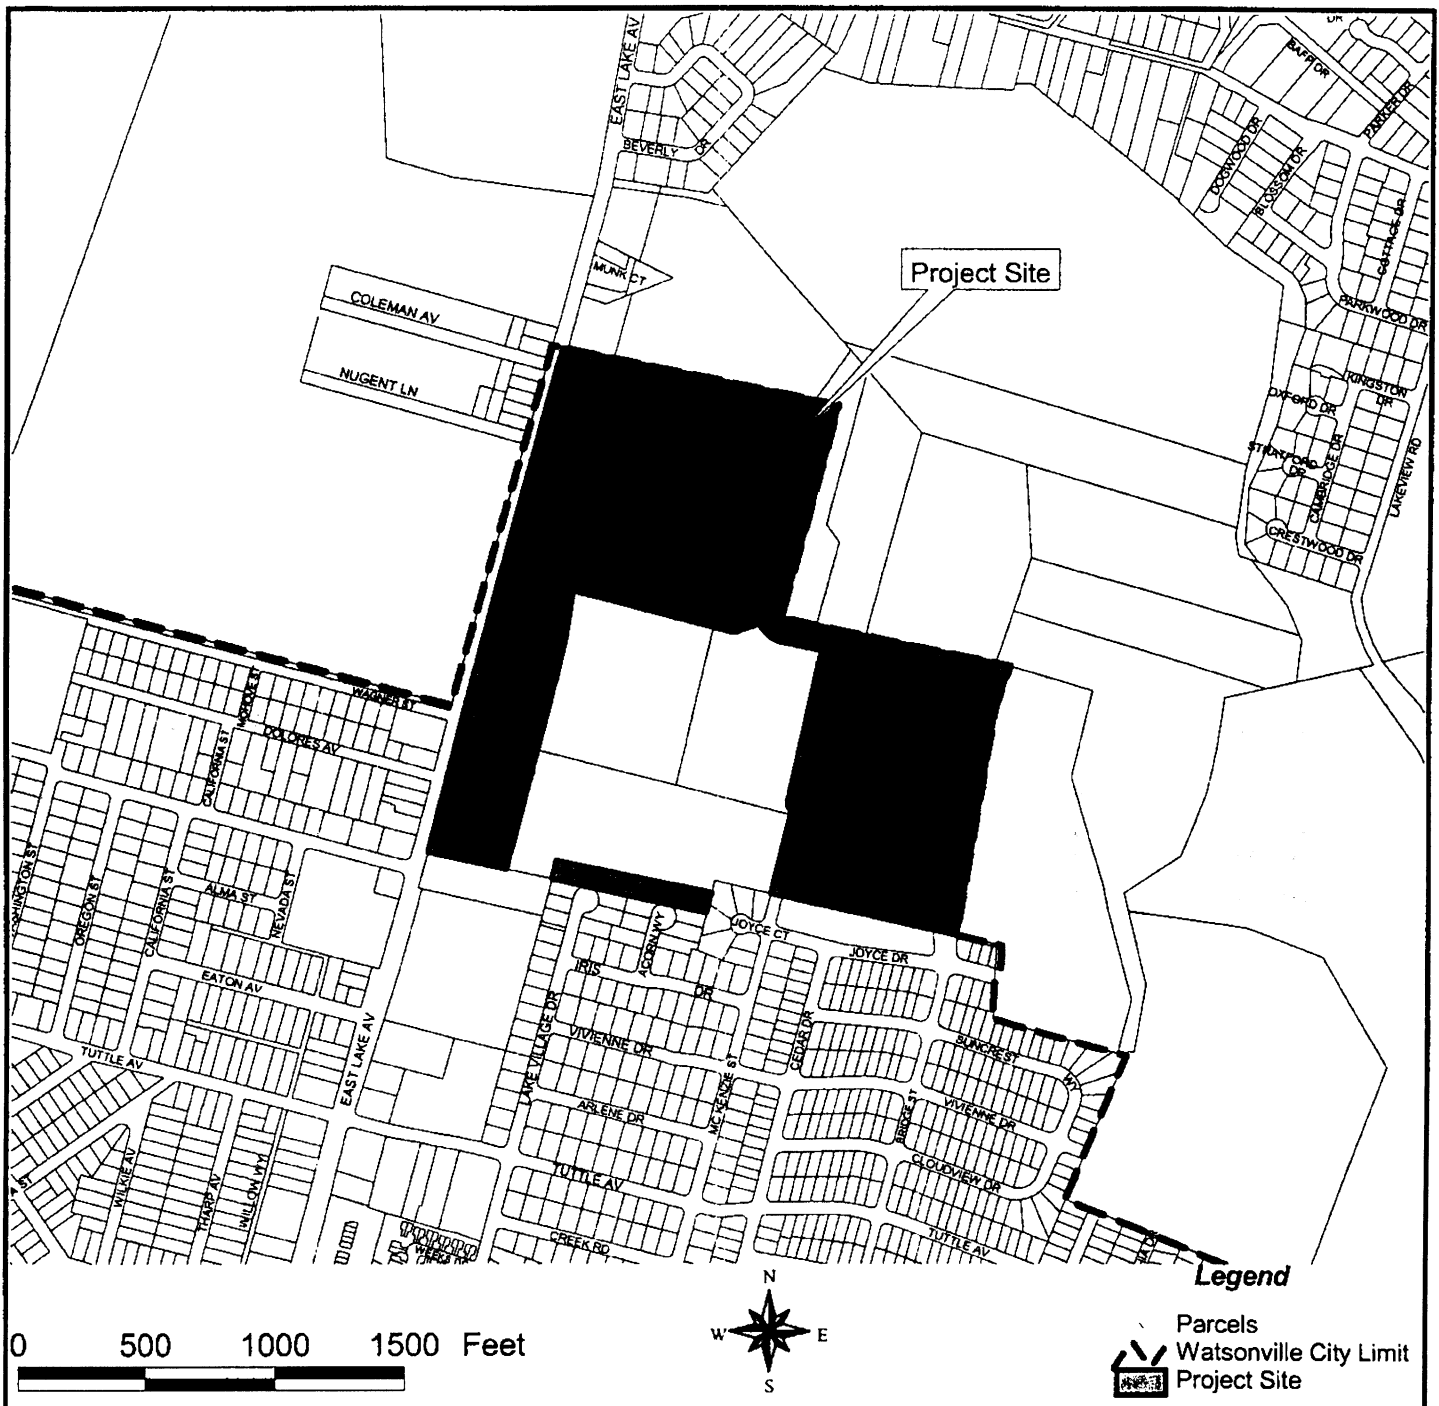 EAST LAKE AV
BEVERLY
DR
DR
PARKER DR
DOGWOOD DR
BLOSSOM DR
COTTAGE DR
MUNK CT
Project Site
COLEMAN AV
PARKWOOD DR
NUGENT LN
KINGSTON
DR
OXFORD DR
STRATFORD
DR
CAMBRIDGE DR
LAKEVIEW RD
CRESTWOOD DR
WAGNER ST
DOLORES AV
CALIFORNIA ST
OREGON ST
CALIFORNIA ST
ALMA ST
NEVADA ST
EATON AV
JOYCE CT
JOYCE DR
ACORN WY
IRIS
DR
LAKE VILLAGE DR
VIVIENNE DR
CEDAR DR
SUNCREST
WY
TUTTLE AV
EAST LAKE AV
ARLENE DR
MC KENZIE ST
BRIDGE ST
VIVIENNE DR
CLOUDVIEW DR
TUTTLE AV
WILKIE AV
THARP AV
WILLOW WY
CREEK RD
TUTTLE AV
Legend
N
W
E
S
0 500 1000 1500 Feet
Parcels
Watsonville City Limit
Project Site